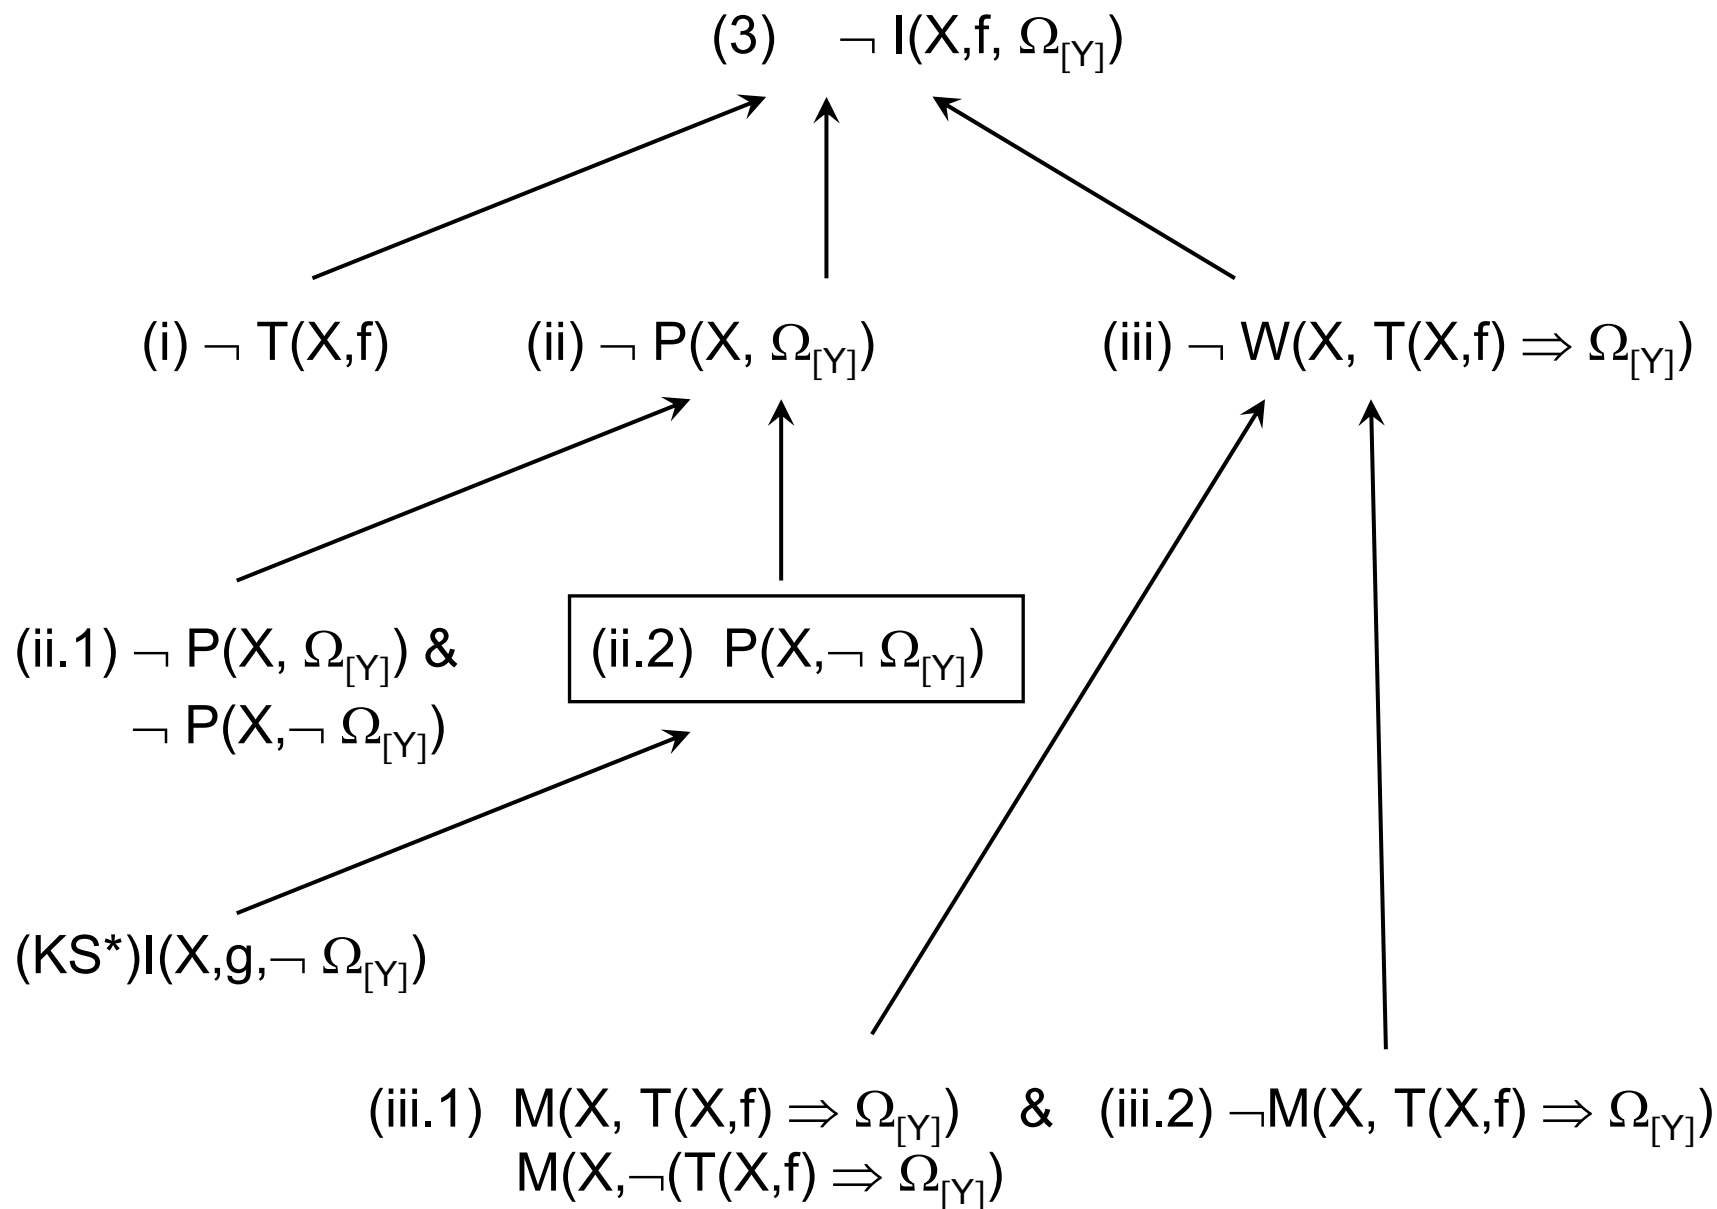 (3) ¬ I(X,f, Ω[Y])
(i) ¬ T(X,f) (ii) ¬ P(X, Ω[Y]) (iii) ¬ W(X, T(X,f) ⇒ Ω[Y])
(ii.1) ¬ P(X, Ω[Y]) & (ii.2) P(X,¬ Ω[Y])
¬ P(X,¬ Ω[Y])
(KS*)I(X,g,¬ Ω[Y])
(iii.1) M(X, T(X,f) ⇒ Ω[Y]) & (iii.2) ¬M(X, T(X,f) ⇒ Ω[Y])
M(X,¬(T(X,f) ⇒ Ω[Y])